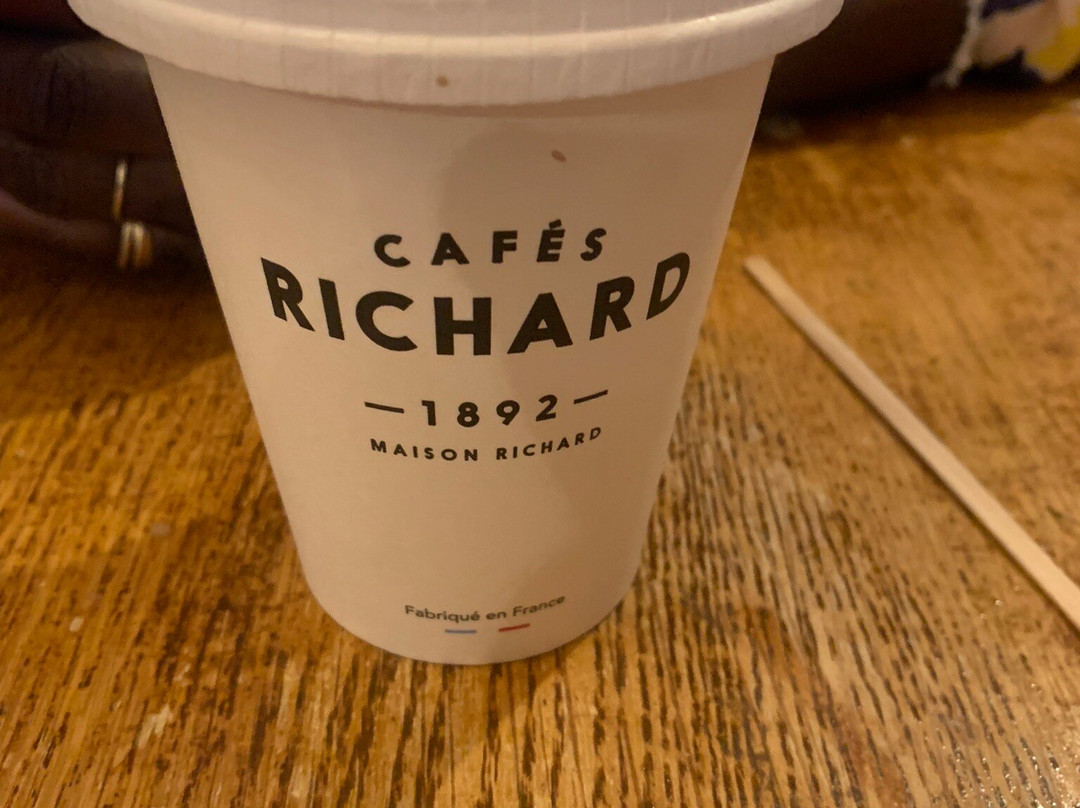 CAFÉS
RICHARD
— 1892 —
MAISON RICHARD
Fabriqué en France